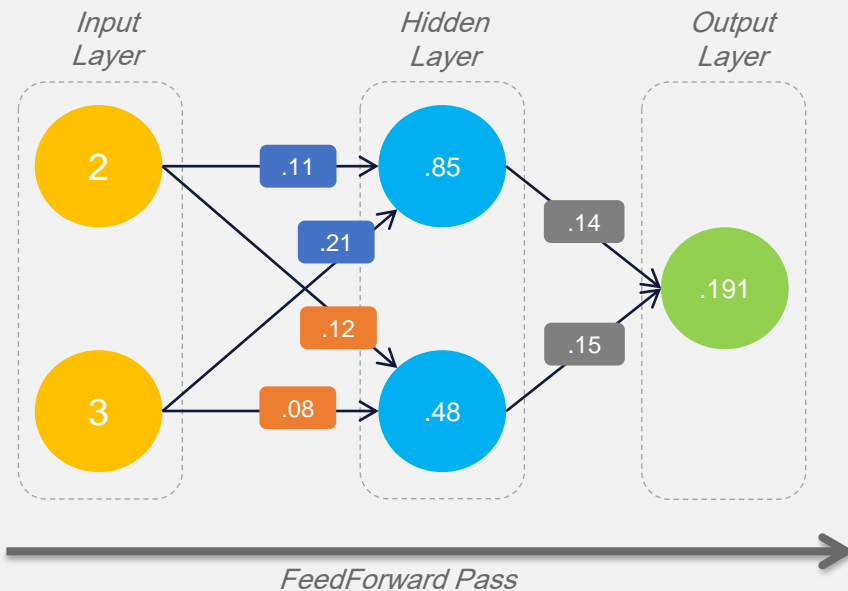 Input
Layer
Hidden
Layer
Output
Layer
2
.11
.85
.21
.14
.191
.12
.15
3
.08
.48
FeedForward Pass